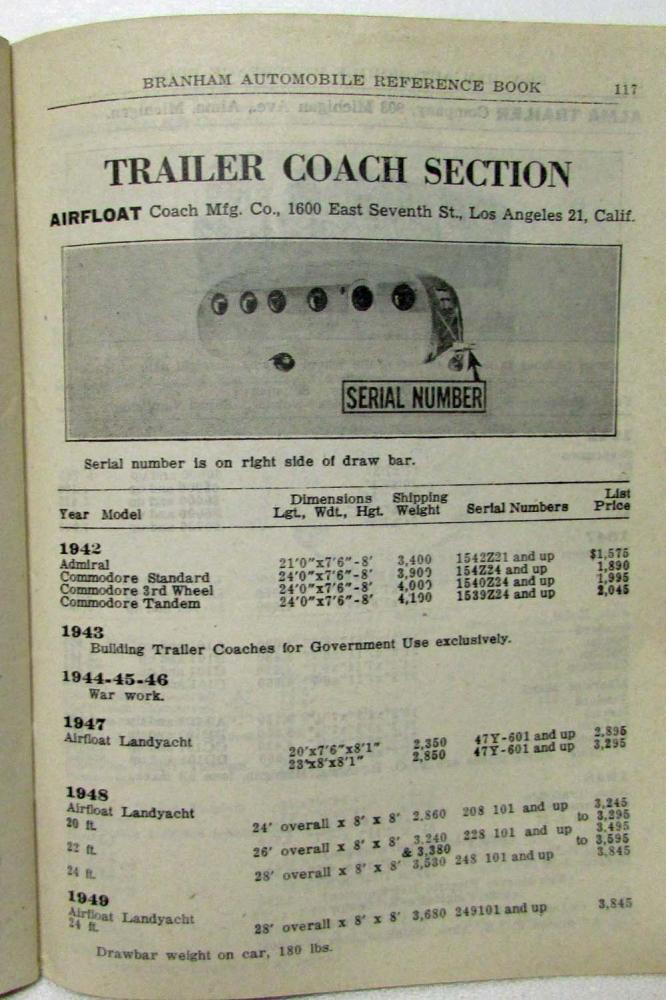 BRANHAM AUTOMOBILE REFERENCE BOOK 117
TRAILER COACH SECTION
AIRFLOAT Coach Mfg. Co., 1600 East Seventh St., Los Angeles 21, Calif.
SERIAL NUMBER
Serial number is on right side of draw bar.
Year Model Dimensions Lgt., Wdt., Hgt. Shipping Weight Serial Numbers List Price
1942
Admiral 21'0"x7'6"-8' 3,400 1542Z21 and up $1,575
Commodore Standard 24'0"x7'6"-8' 3,900 154Z24 and up 1,890
Commodore 3rd Wheel 24'0"x7'6"-8' 4,000 1540Z24 and up 1,995
Commodore Tandem 24'0"x7'6"-8' 4,190 1539Z24 and up 2,045
1943
Building Trailer Coaches for Government Use exclusively.
1944-45-46
War work.
1947
Airfloat Landyacht 20'x7'6"x8'1" 2,350 47Y-601 and up 2,895
23'x8'x8'1" 2,850 47Y-601 and up 3,295
1948
Airfloat Landyacht
20 ft. 24' overall x 8' x 8' 2,860 208 101 and up 3,245 to 3,295
22 ft. 26' overall x 8' x 8' 3,240 & 3,380 228 101 and up 3,495 to 3,595
24 ft. 28' overall x 8' x 8' 3,530 248 101 and up 3,845
1949
Airfloat Landyacht
24 ft. 28' overall x 8' x 8' 3,680 249101 and up 3,845
Drawbar weight on car, 180 lbs.